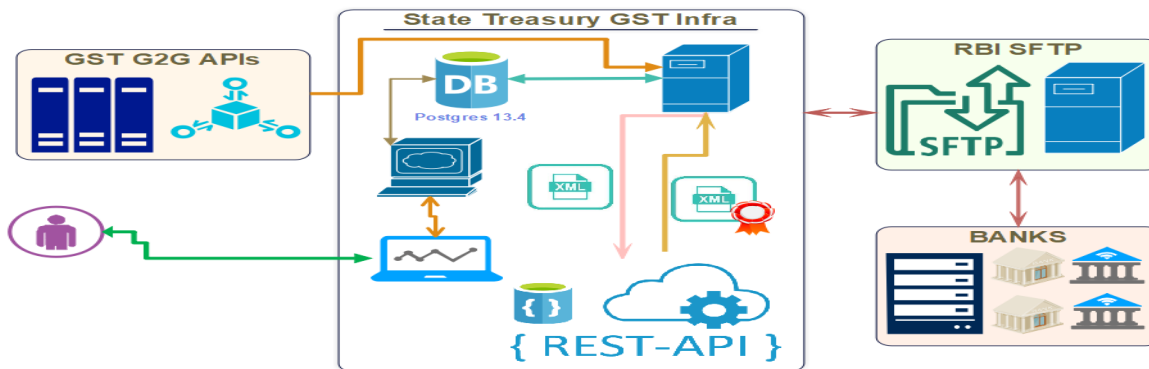 State Treasury GST Infra
GST G2G APIs
DB
Postgres 13.4
XML
XML
{ }
{ REST-API }
RBI SFTP
SFTP
BANKS